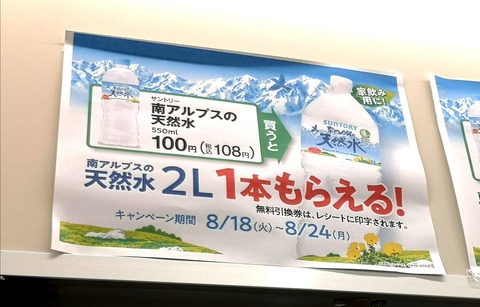 家飲み
用に!
サントリー
南アルプスの
天然水
550ml
100円(税込108円)
買うと
SUNTORY
天然水
南アルプスの
天然水 2L 1本もらえる!
無料引換券は、レシートに印字されます。
キャンペーン期間 8/18(火)~8/24(月)